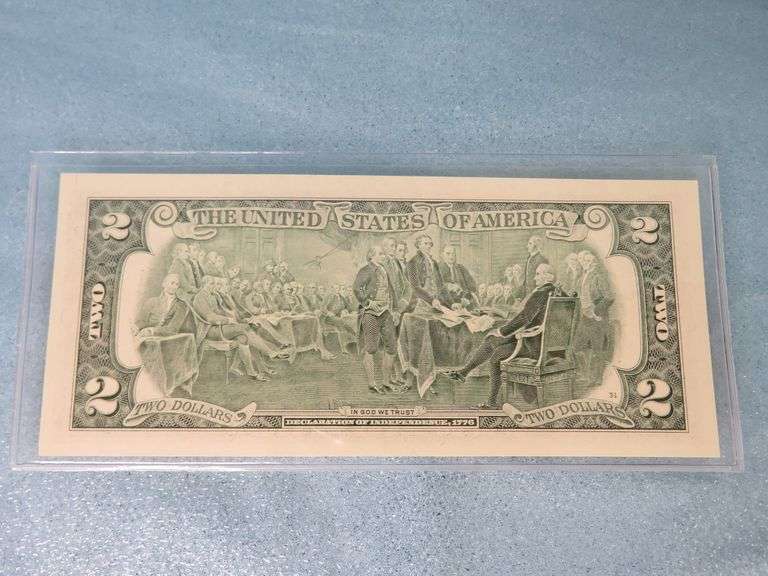 THE UNITED STATES OF AMERICA
2 2
TWO TWO
2 2
31
TWO DOLLARS IN GOD WE TRUST TWO DOLLARS
DECLARATION OF INDEPENDENCE, 1776